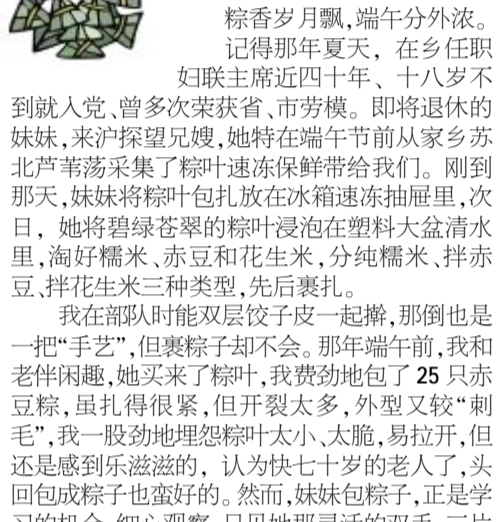 粽香岁月飘,端午分外浓。
记得那年夏天，在乡任职
妇联主席近四十年、十八岁不
到就入党、曾多次荣获省、市劳模。即将退休的
妹妹,来沪探望兄嫂,她特在端午节前从家乡苏
北芦苇荡采集了粽叶速冻保鲜带给我们。刚到
那天,妹妹将粽叶包扎放在冰箱速冻抽屉里,次
日，她将碧绿苍翠的粽叶浸泡在塑料大盆清水
里,淘好糯米、赤豆和花生米,分纯糯米、拌赤
豆、拌花生米三种类型,先后裹扎。
我在部队时能双层饺子皮一起擀,那倒也是
一把“手艺”,但裹粽子却不会。那年端午前,我和
老伴闲趣,她买来了粽叶,我费劲地包了 25 只赤
豆粽,虽扎得很紧,但开裂太多,外型又较“刺
毛”,我一股劲地埋怨粽叶太小、太脆,易拉开,但
还是感到乐滋滋的，认为快七十岁的老人了,头
回包成粽子也蛮好的。然而,妹妹包粽子,正是学